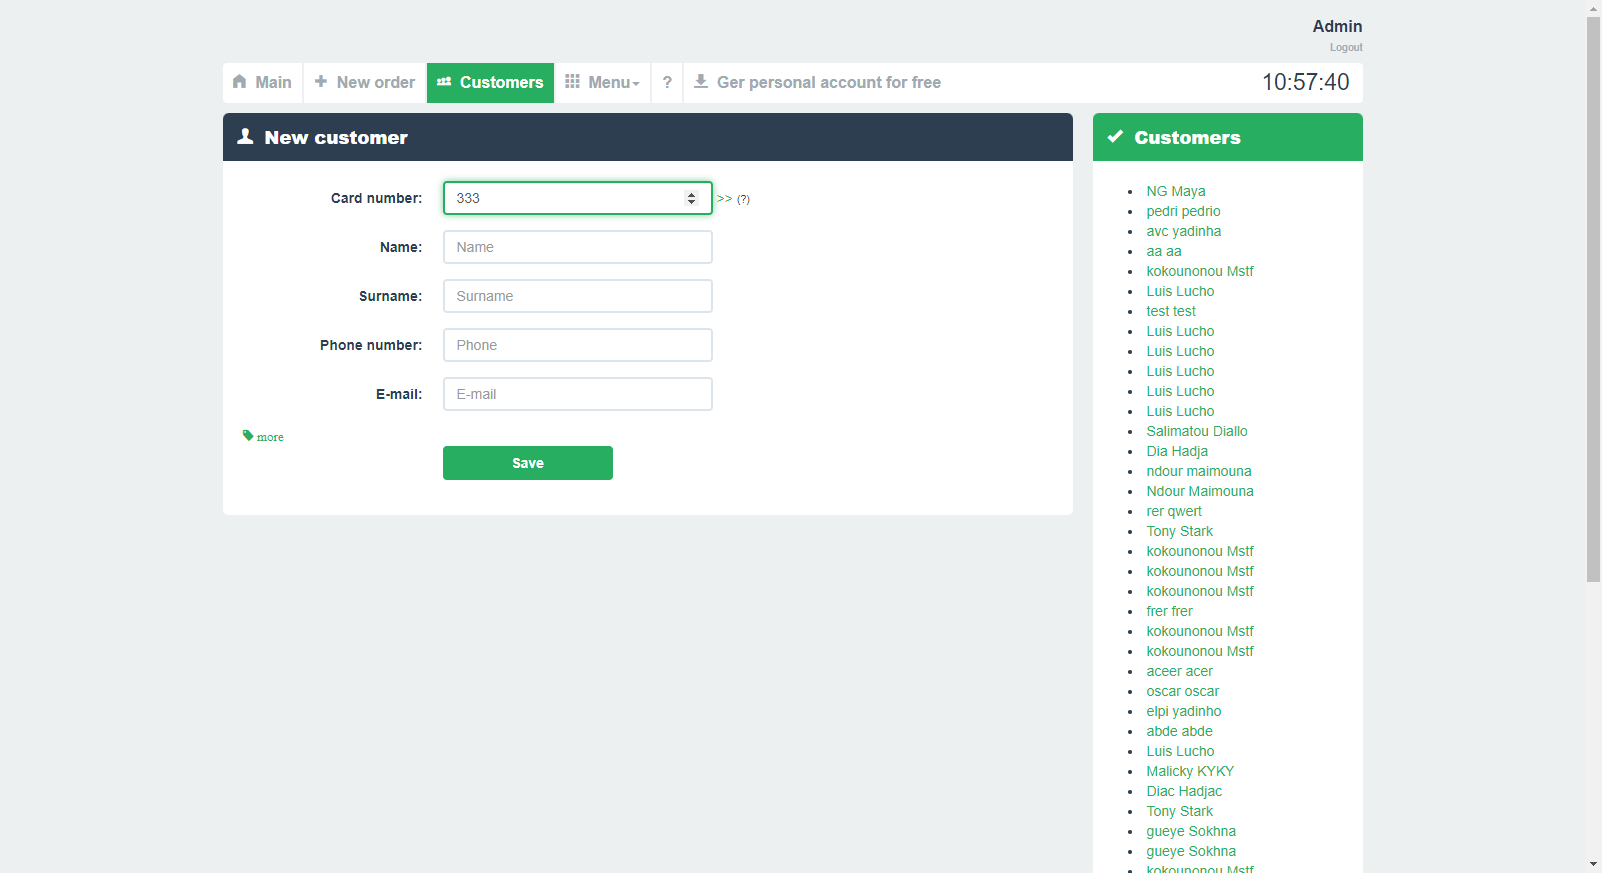 Admin
Logout
Main New order Customers Menu ? Ger personal account for free 10:57:40
New customer
Card number: 333 >> (?)
Name: Name
Surname: Surname
Phone number: Phone
E-mail: E-mail
more
Save
Customers
NG Maya
pedri pedrio
avc yadinha
aa aa
kokounonou Mstf
Luis Lucho
test test
Luis Lucho
Luis Lucho
Luis Lucho
Luis Lucho
Luis Lucho
Salimatou Diallo
Dia Hadja
ndour maimouna
Ndour Maimouna
rer qwert
Tony Stark
kokounonou Mstf
kokounonou Mstf
kokounonou Mstf
frer frer
kokounonou Mstf
kokounonou Mstf
aceer acer
oscar oscar
elpi yadinho
abde abde
Luis Lucho
Malicky KYKY
Diac Hadjac
Tony Stark
gueye Sokhna
gueye Sokhna
kokounonou Mstf